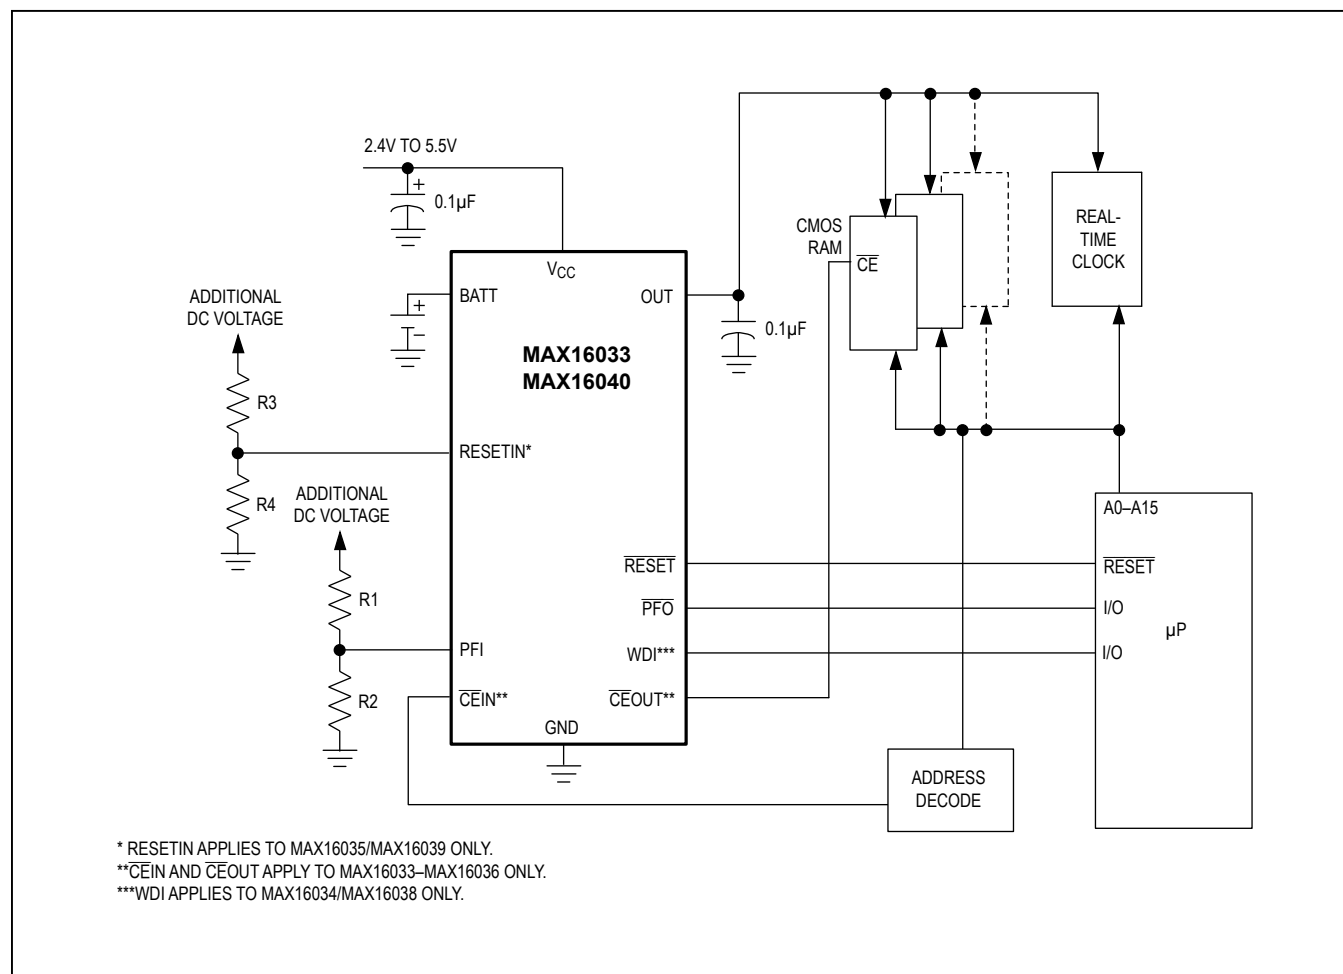 2.4V TO 5.5V
+
0.1µF
ADDITIONAL
DC VOLTAGE
R3
R4
ADDITIONAL
DC VOLTAGE
R1
R2
+
−
VCC
BATT
OUT
MAX16033
MAX16040
RESETIN*
RESET
PFO
PFI
WDI***
CEIN**
CEOUT**
GND
0.1µF
CMOS
RAM
CE
REAL-
TIME
CLOCK
A0–A15
RESET
I/O
µP
I/O
ADDRESS
DECODE
* RESETIN APPLIES TO MAX16035/MAX16039 ONLY.
**CEIN AND CEOUT APPLY TO MAX16033–MAX16036 ONLY.
***WDI APPLIES TO MAX16034/MAX16038 ONLY.